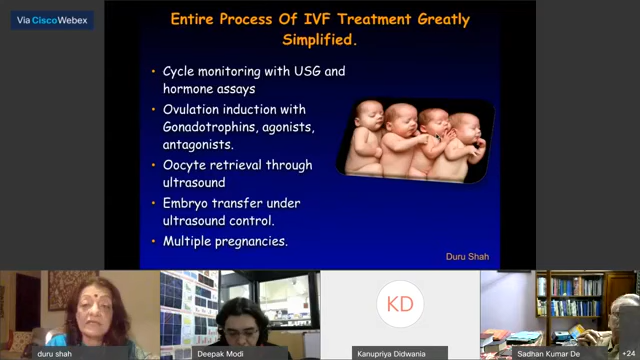 Via CiscoWebex
Entire Process Of IVF Treatment Greatly
Simplified.
• Cycle monitoring with USG and
hormone assays
• Ovulation induction with
Gonadotrophins, agonists,
antagonists.
• Oocyte retrieval through
ultrasound
• Embryo transfer under
ultrasound control.
• Multiple pregnancies.
Duru Shah
KD
duru shah
Deepak Modi
Kanupriya Didwania
Sadhan Kumar De
+24